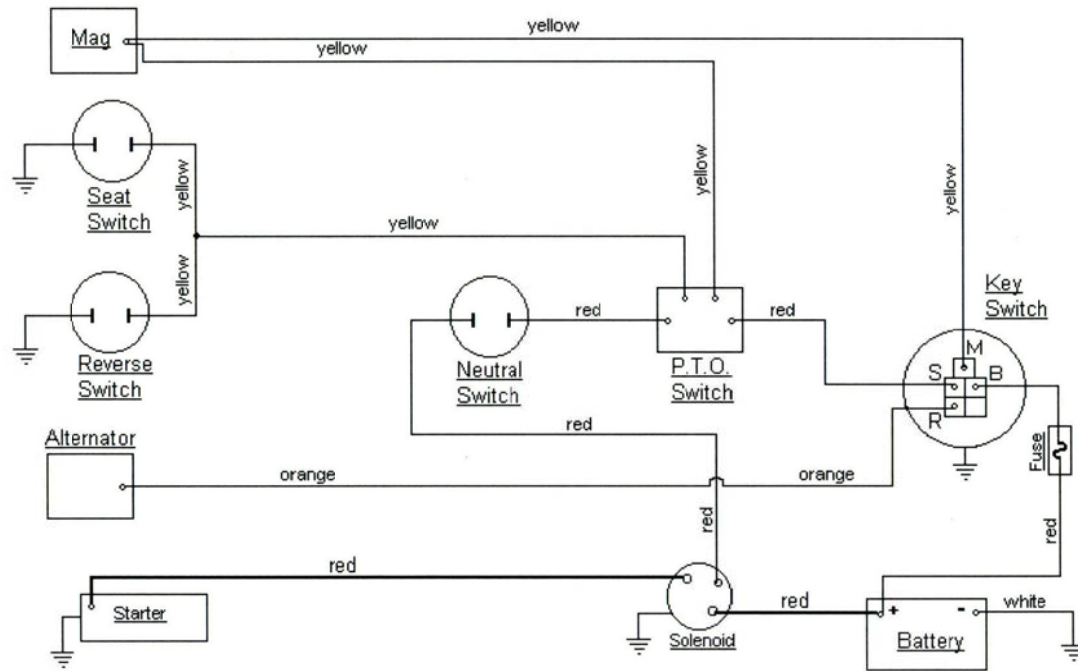 Mag
yellow
yellow
Seat
Switch
yellow
yellow
yellow
yellow
yellow
Reverse
Switch
Neutral
Switch
red
P.T.O.
Switch
red
Key
Switch
M
S
B
R
Fuse
red
Alternator
orange
orange
red
red
red
Starter
Solenoid
red
+
-
Battery
white